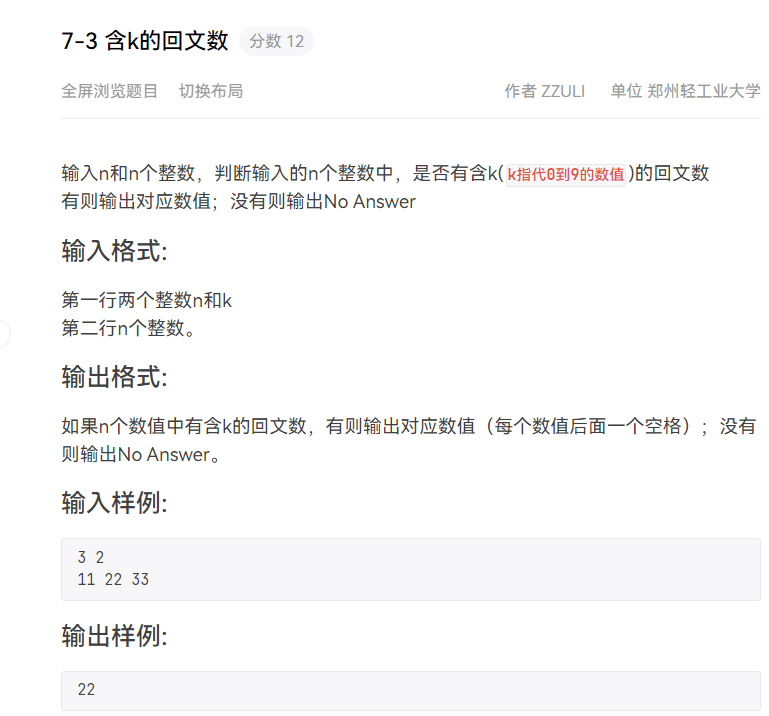 7-3 含k的回文数 分数 12
全屏浏览题目 切换布局 作者 ZZULI 单位 郑州轻工业大学
输入n和n个整数，判断输入的n个整数中，是否有含k(k指代0到9的数值)的回文数
有则输出对应数值；没有则输出No Answer
输入格式:
第一行两个整数n和k
第二行n个整数。
输出格式:
如果n个数值中有含k的回文数，有则输出对应数值（每个数值后面一个空格）；没有
则输出No Answer。
输入样例:
3 2
11 22 33
输出样例:
22